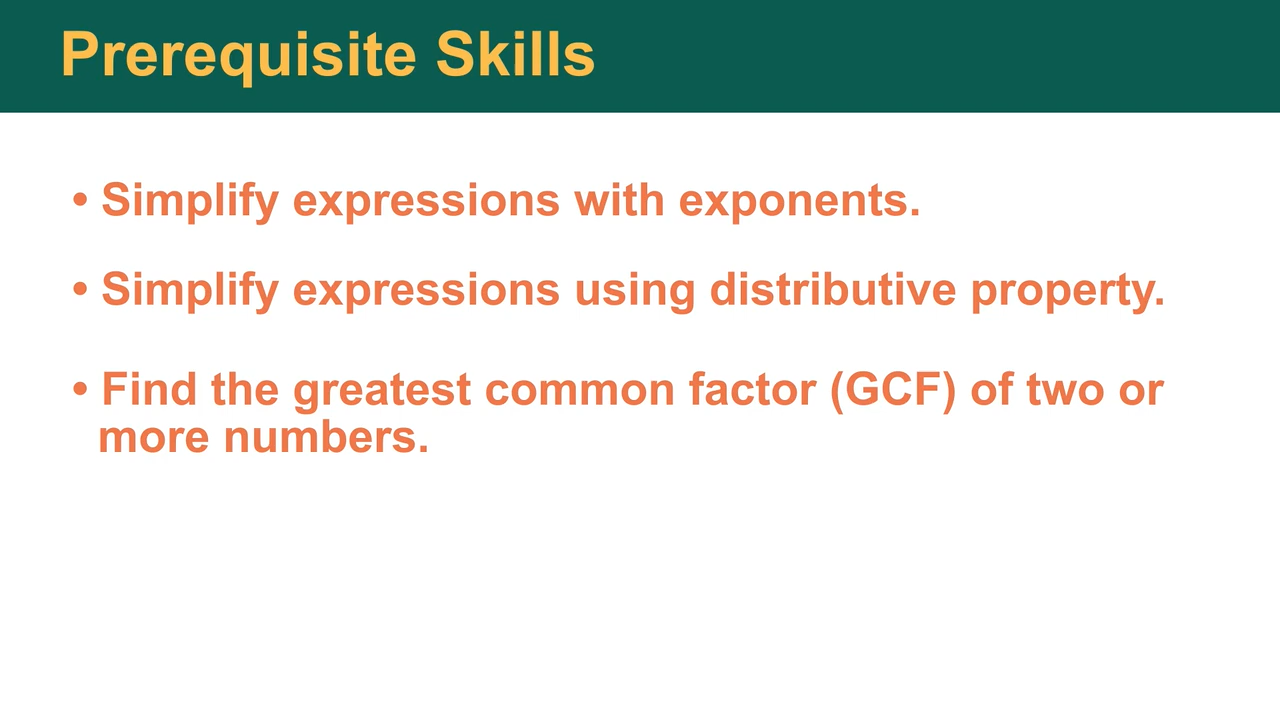 Prerequisite Skills
• Simplify expressions with exponents.
• Simplify expressions using distributive property.
• Find the greatest common factor (GCF) of two or
more numbers.